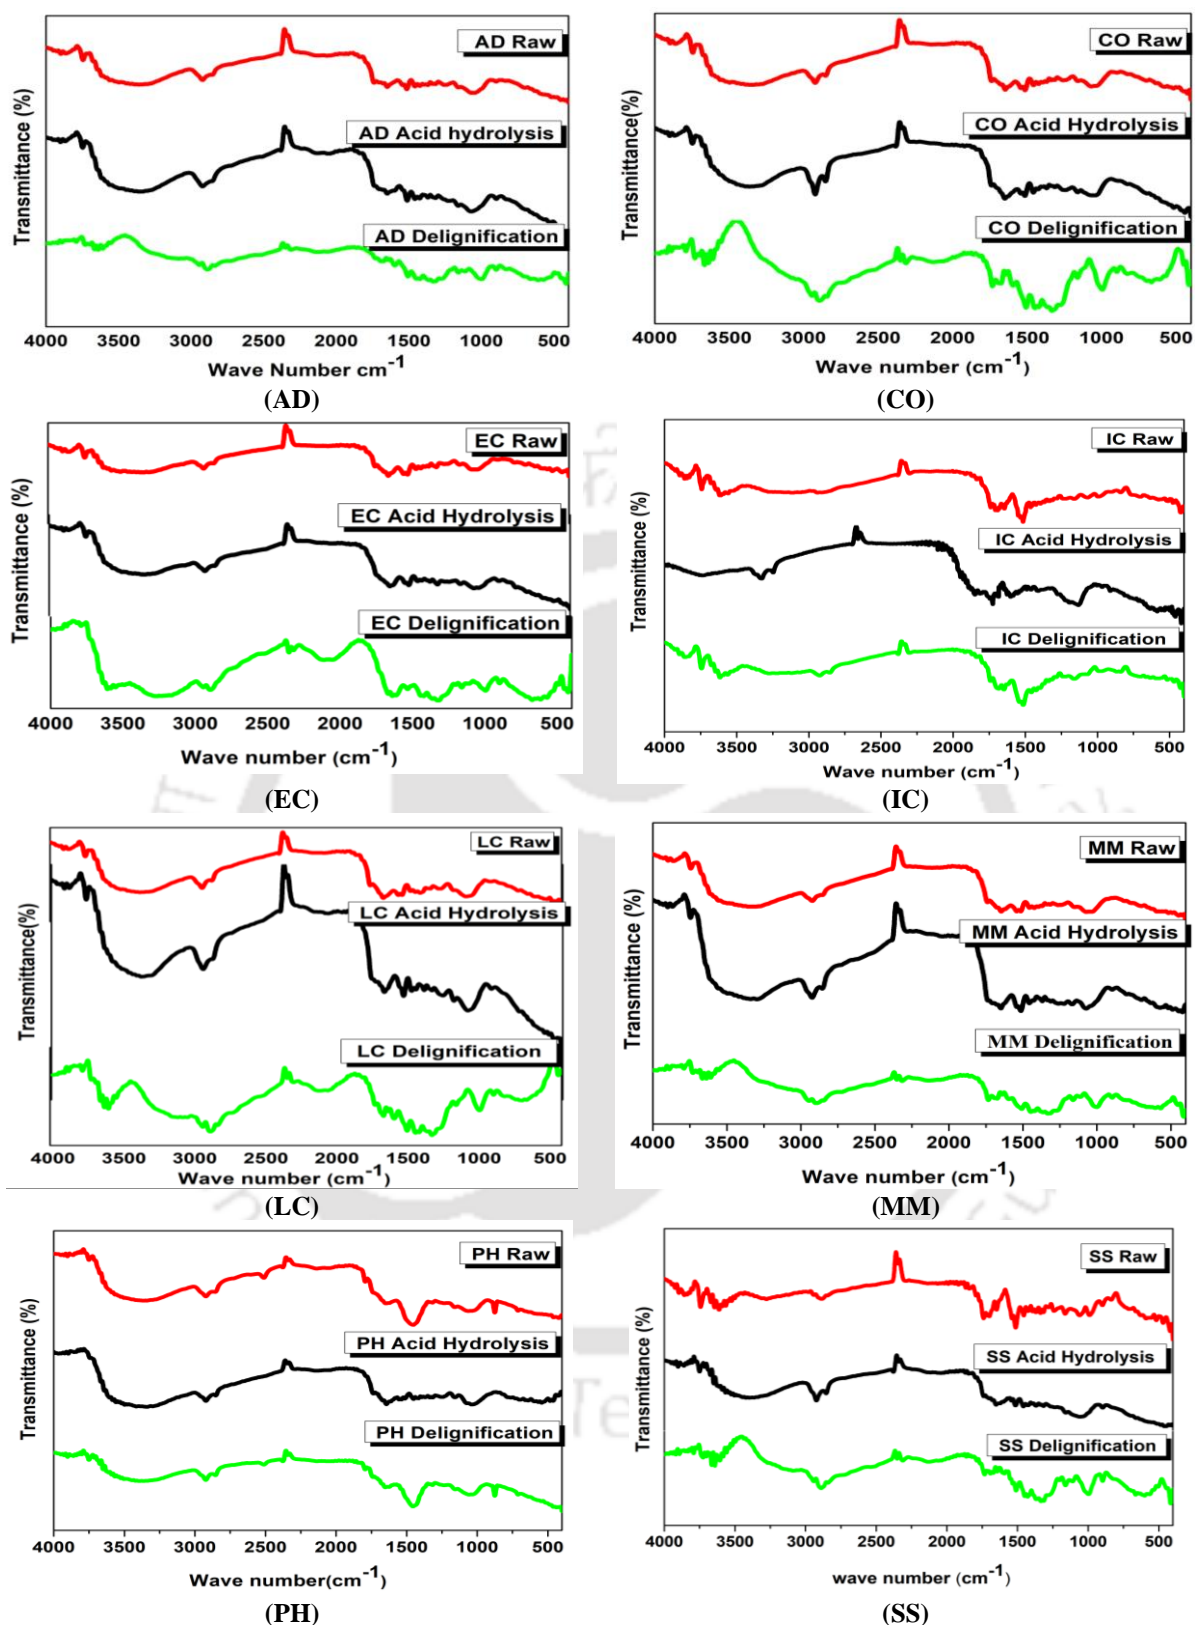 AD Raw
AD Acid hydrolysis
AD Delignification
Transmittance (%)
4000 3500 3000 2500 2000 1500 1000 500
Wave Number cm-1
(AD)
CO Raw
CO Acid Hydrolysis
CO Delignification
Transmittance(%)
4000 3500 3000 2500 2000 1500 1000 500
Wave number (cm-1)
(CO)
EC Raw
EC Acid Hydrolysis
EC Delignification
Transmittance (%)
4000 3500 3000 2500 2000 1500 1000 500
Wave number (cm-1)
(EC)
IC Raw
IC Acid Hydrolysis
IC Delignification
Transmittance (%)
4000 3500 3000 2500 2000 1500 1000 500
Wave number (cm-1)
(IC)
LC Raw
LC Acid Hydrolysis
LC Delignification
Transmittance(%)
4000 3500 3000 2500 2000 1500 1000 500
Wave number (cm-1)
(LC)
MM Raw
MM Acid Hydrolysis
MM Delignification
Transmittance (%)
4000 3500 3000 2500 2000 1500 1000 500
Wave number (cm-1)
(MM)
PH Raw
PH Acid Hydrolysis
PH Delignification
Transmittance (%)
4000 3500 3000 2500 2000 1500 1000 500
Wave number(cm-1)
(PH)
SS Raw
SS Acid Hydrolysis
SS Delignification
Transmittance (%)
4000 3500 3000 2500 2000 1500 1000 500
wave number (cm-1)
(SS)